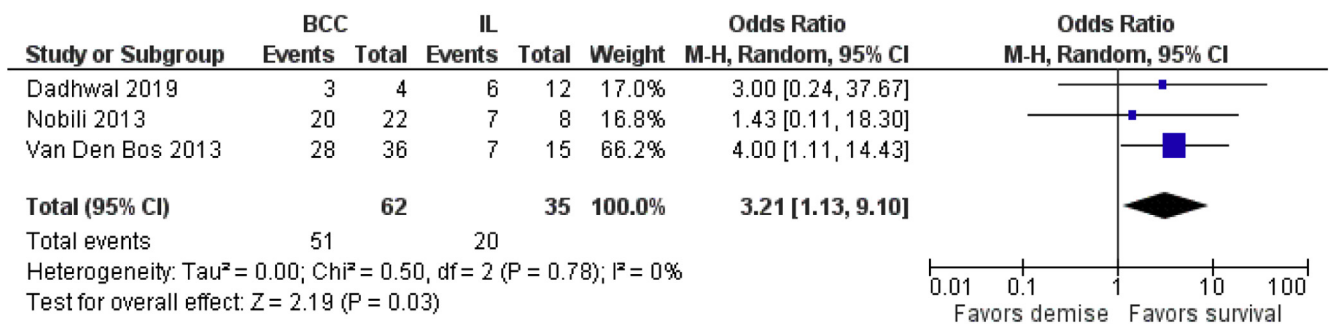 BCC IL Odds Ratio Odds Ratio
Study or Subgroup Events Total Events Total Weight M-H, Random, 95% CI M-H, Random, 95% CI
Dadhwal 2019 3 4 6 12 17.0% 3.00 [0.24, 37.67]
Nobili 2013 20 22 7 8 16.8% 1.43 [0.11, 18.30]
Van Den Bos 2013 28 36 7 15 66.2% 4.00 [1.11, 14.43]
Total (95% CI) 62 35 100.0% 3.21 [1.13, 9.10]
Total events 51 20
Heterogeneity: Tau² = 0.00; Chi² = 0.50, df = 2 (P = 0.78); I² = 0%
Test for overall effect: Z = 2.19 (P = 0.03)
0.01 0.1 1 10 100
Favors demise Favors survival